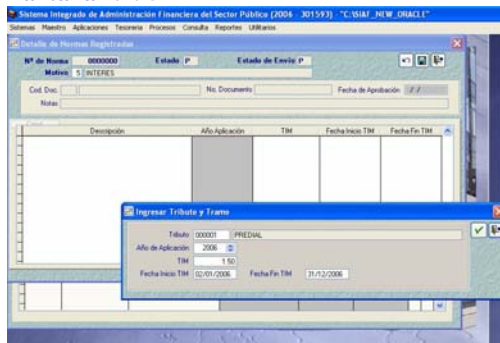 Sistema Integrado de Administración Financiera del Sector Público (2006 - 301593) - "C:\SIAF_NEW_ORACLE"
Sistemas Maestro Aplicaciones Tesoreria Procesos Consulta Reportes Utilitarios
Detalle de Normas Registradas
Nº de Norma 0000000 Estado P Estado de Envio P
Motivo 5 INTERES
Cod. Doc. No. Documento Fecha de Aprobación / /
Notas
Descripción Año Aplicación TIM Fecha Inicio TIM Fecha Fin TIM
Ingresar Tributo y Tramo
Tributo 000001 PREDIAL
Año de Aplicación 2006
TIM 1.50
Fecha Inicio TIM 02/01/2006 Fecha Fin TIM 31/12/2006